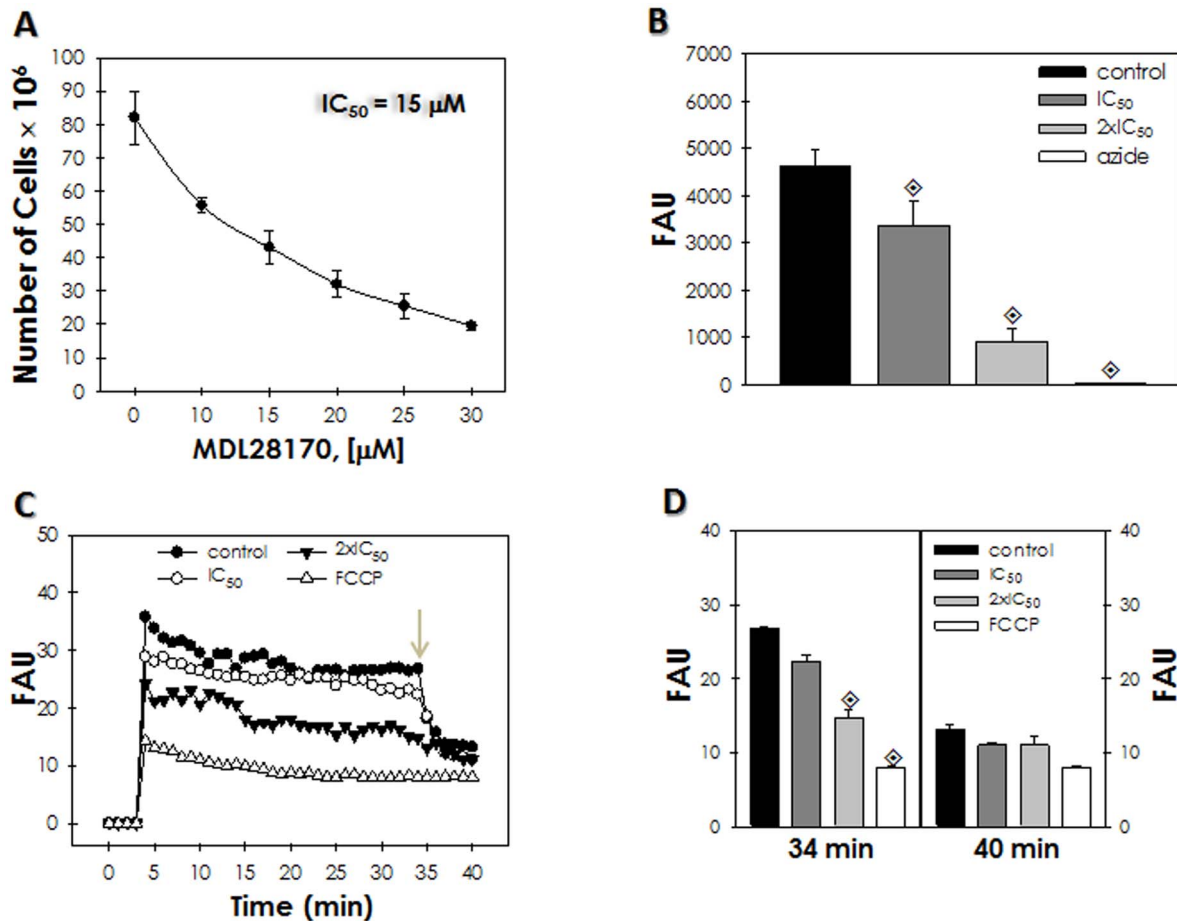 A
100
90
80
70
60
50
40
30
20
10
0
Number of Cells × 10⁶
IC₅₀ = 15 μM
0 10 15 20 25 30
MDL28170, [μM]
B
7000
6000
5000
4000
3000
2000
1000
0
FAU
control
IC₅₀
2xIC₅₀
azide
C
50
40
30
20
10
0
FAU
control 2xIC₅₀
IC₅₀ FCCP
0 5 10 15 20 25 30 35 40
Time (min)
D
40
30
20
10
0
FAU
control
IC₅₀
2xIC₅₀
FCCP
40
30
20
10
0
FAU
34 min 40 min